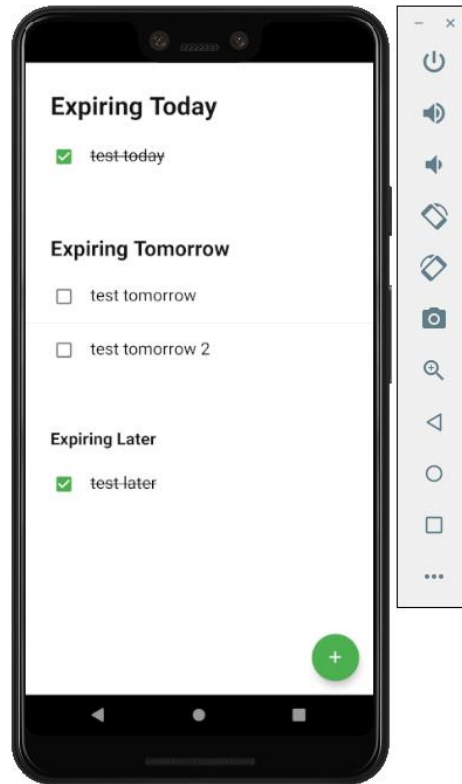 Expiring Today
test today
Expiring Tomorrow
test tomorrow
test tomorrow 2
Expiring Later
test later